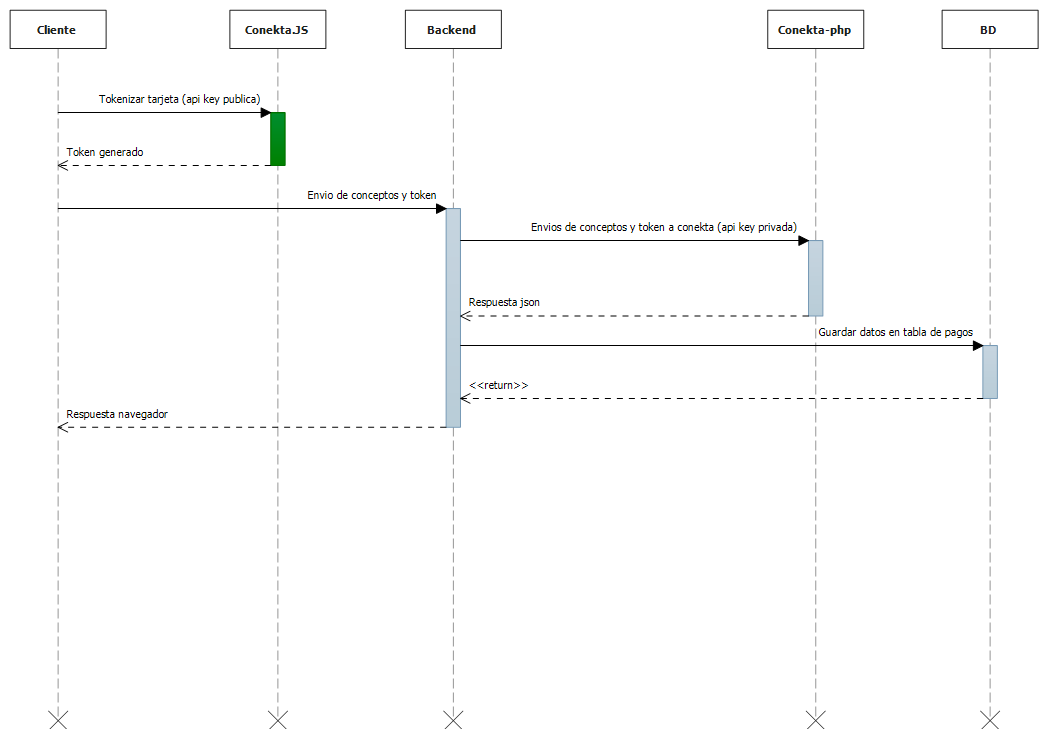 Cliente
Conekta.JS
Backend
Conekta-php
BD
Tokenizar tarjeta (api key publica)
Token generado
Envio de conceptos y token
Envios de conceptos y token a conekta (api key privada)
Respuesta json
Guardar datos en tabla de pagos
<<return>>
Respuesta navegador